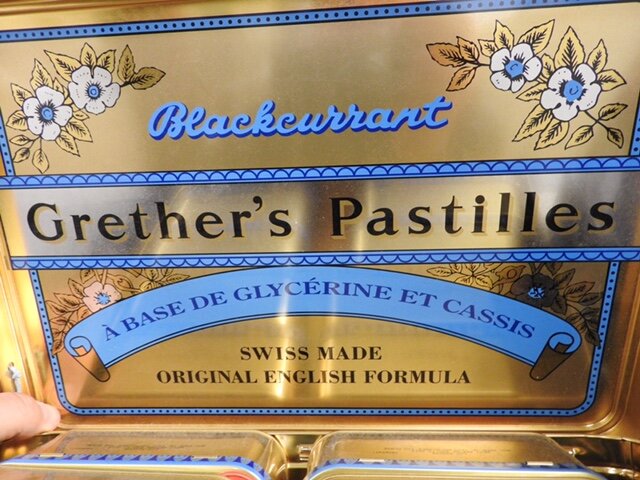 Blackcurrant
Grether's Pastilles
À BASE DE GLYCÉRINE ET CASSIS
SWISS MADE
ORIGINAL ENGLISH FORMULA